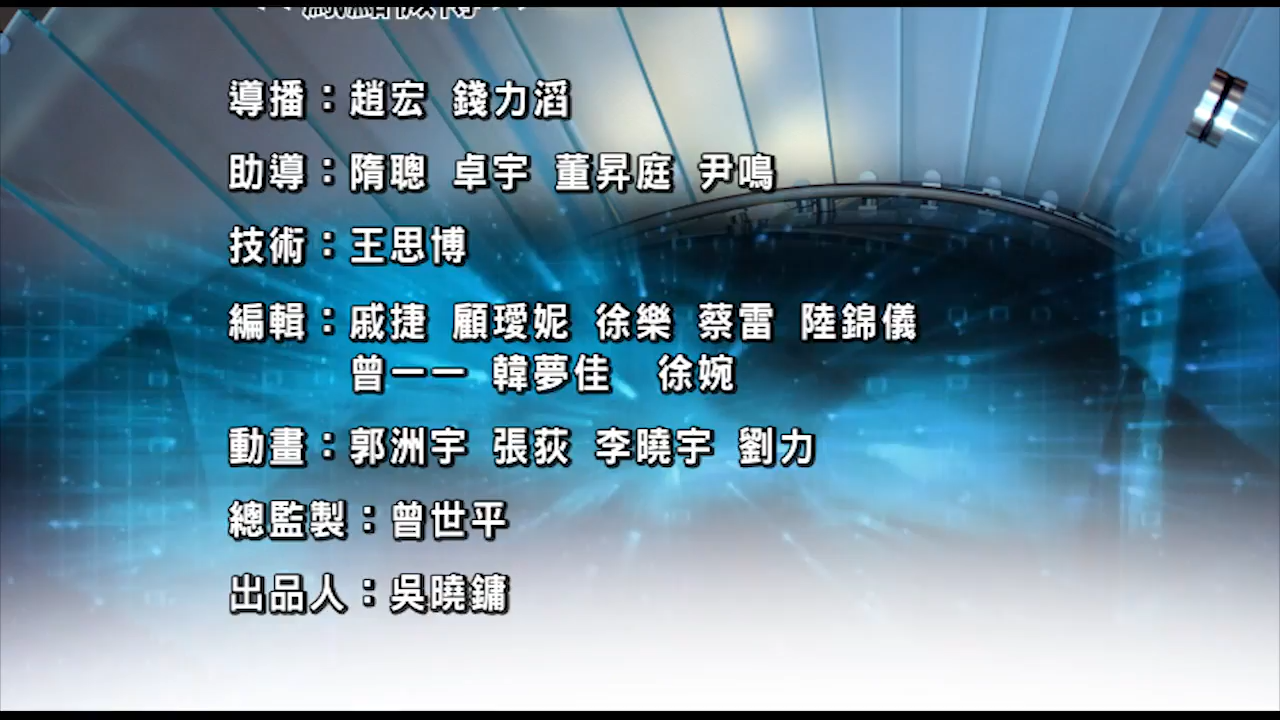 導播：趙宏 錢力滔
助導：隋聰 卓宇 董昇庭 尹鳴
技術：王思博
編輯：戚捷 顧璦妮 徐樂 蔡雷 陸錦儀
曾一一 韓夢佳 徐婉
動畫：郭洲宇 張荻 李曉宇 劉力
總監製：曾世平
出品人：吳曉鏞